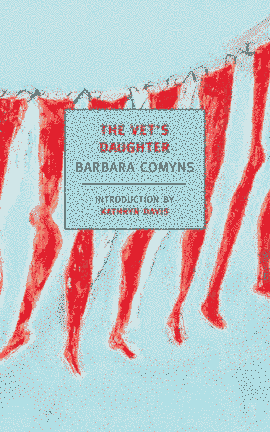 THE VET'S
DAUGHTER
BARBARA COMYNS
INTRODUCTION BY
KATHRYN DAVIS